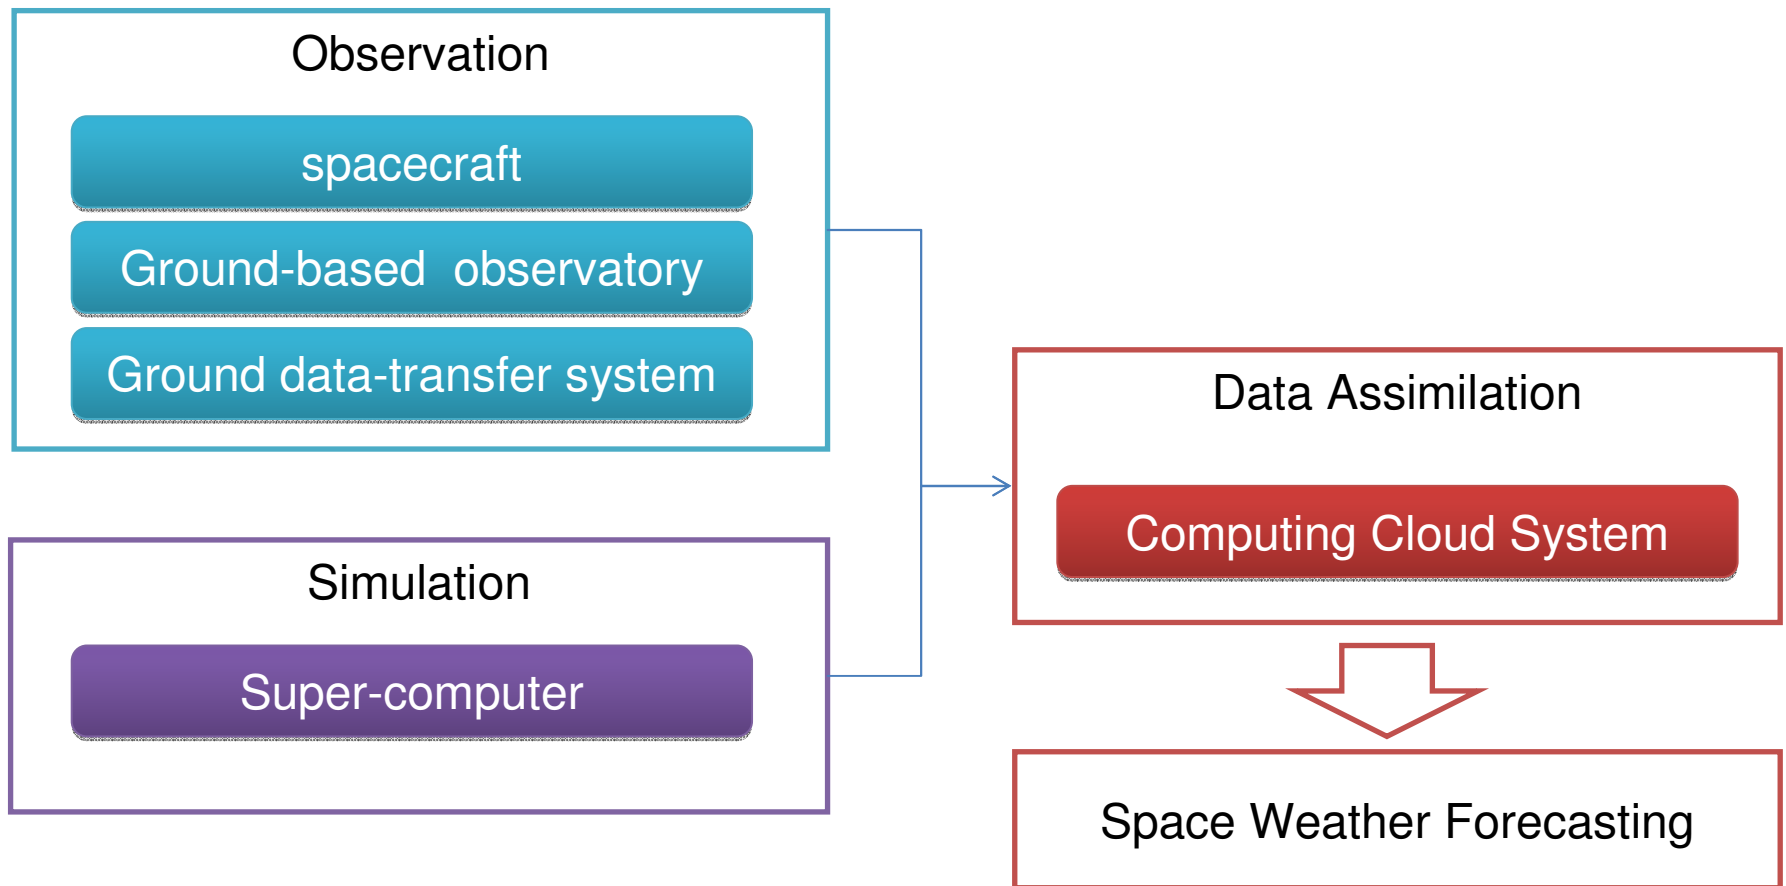 Observation
spacecraft
Ground-based observatory
Ground data-transfer system
Simulation
Super-computer
Data Assimilation
Computing Cloud System
Space Weather Forecasting